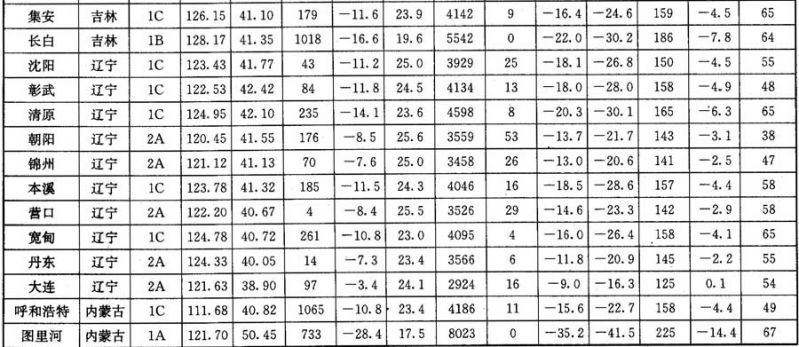 集安 吉林 1C 126.15 41.10 179 −11.6 23.9 4142 9 −16.4 −24.6 159 −4.5 65
长白 吉林 1B 128.17 41.35 1018 −16.6 19.6 5542 0 −22.0 −30.2 186 −7.8 64
沈阳 辽宁 1C 123.43 41.77 43 −11.2 25.0 3929 25 −18.1 −26.8 150 −4.5 55
彰武 辽宁 1C 122.53 42.42 84 −11.8 24.5 4134 13 −18.0 −28.0 158 −4.9 48
清原 辽宁 1C 124.95 42.10 235 −14.1 23.6 4598 8 −20.3 −30.1 165 −6.3 65
朝阳 辽宁 2A 120.45 41.55 176 −8.5 25.6 3559 53 −13.7 −21.7 143 −3.1 38
锦州 辽宁 2A 121.12 41.13 70 −7.6 25.0 3458 26 −13.0 −20.6 141 −2.5 47
本溪 辽宁 1C 123.78 41.32 185 −11.5 24.3 4046 16 −18.5 −28.6 157 −4.4 58
营口 辽宁 2A 122.20 40.67 4 −8.4 25.5 3526 29 −14.6 −23.3 142 −2.9 58
宽甸 辽宁 1C 124.78 40.72 261 −10.8 23.0 4095 4 −16.0 −26.4 158 −4.1 65
丹东 辽宁 2A 124.33 40.05 14 −7.3 23.4 3566 6 −11.8 −20.9 145 −2.2 55
大连 辽宁 2A 121.63 38.90 97 −3.4 24.1 2924 16 −9.0 −16.3 125 0.1 54
呼和浩特 内蒙古 1C 111.68 40.82 1065 −10.8 23.4 4186 11 −15.6 −22.7 158 −4.4 49
图里河 内蒙古 1A 121.70 50.45 733 −28.4 17.5 8023 0 −35.2 −41.5 225 −14.4 67